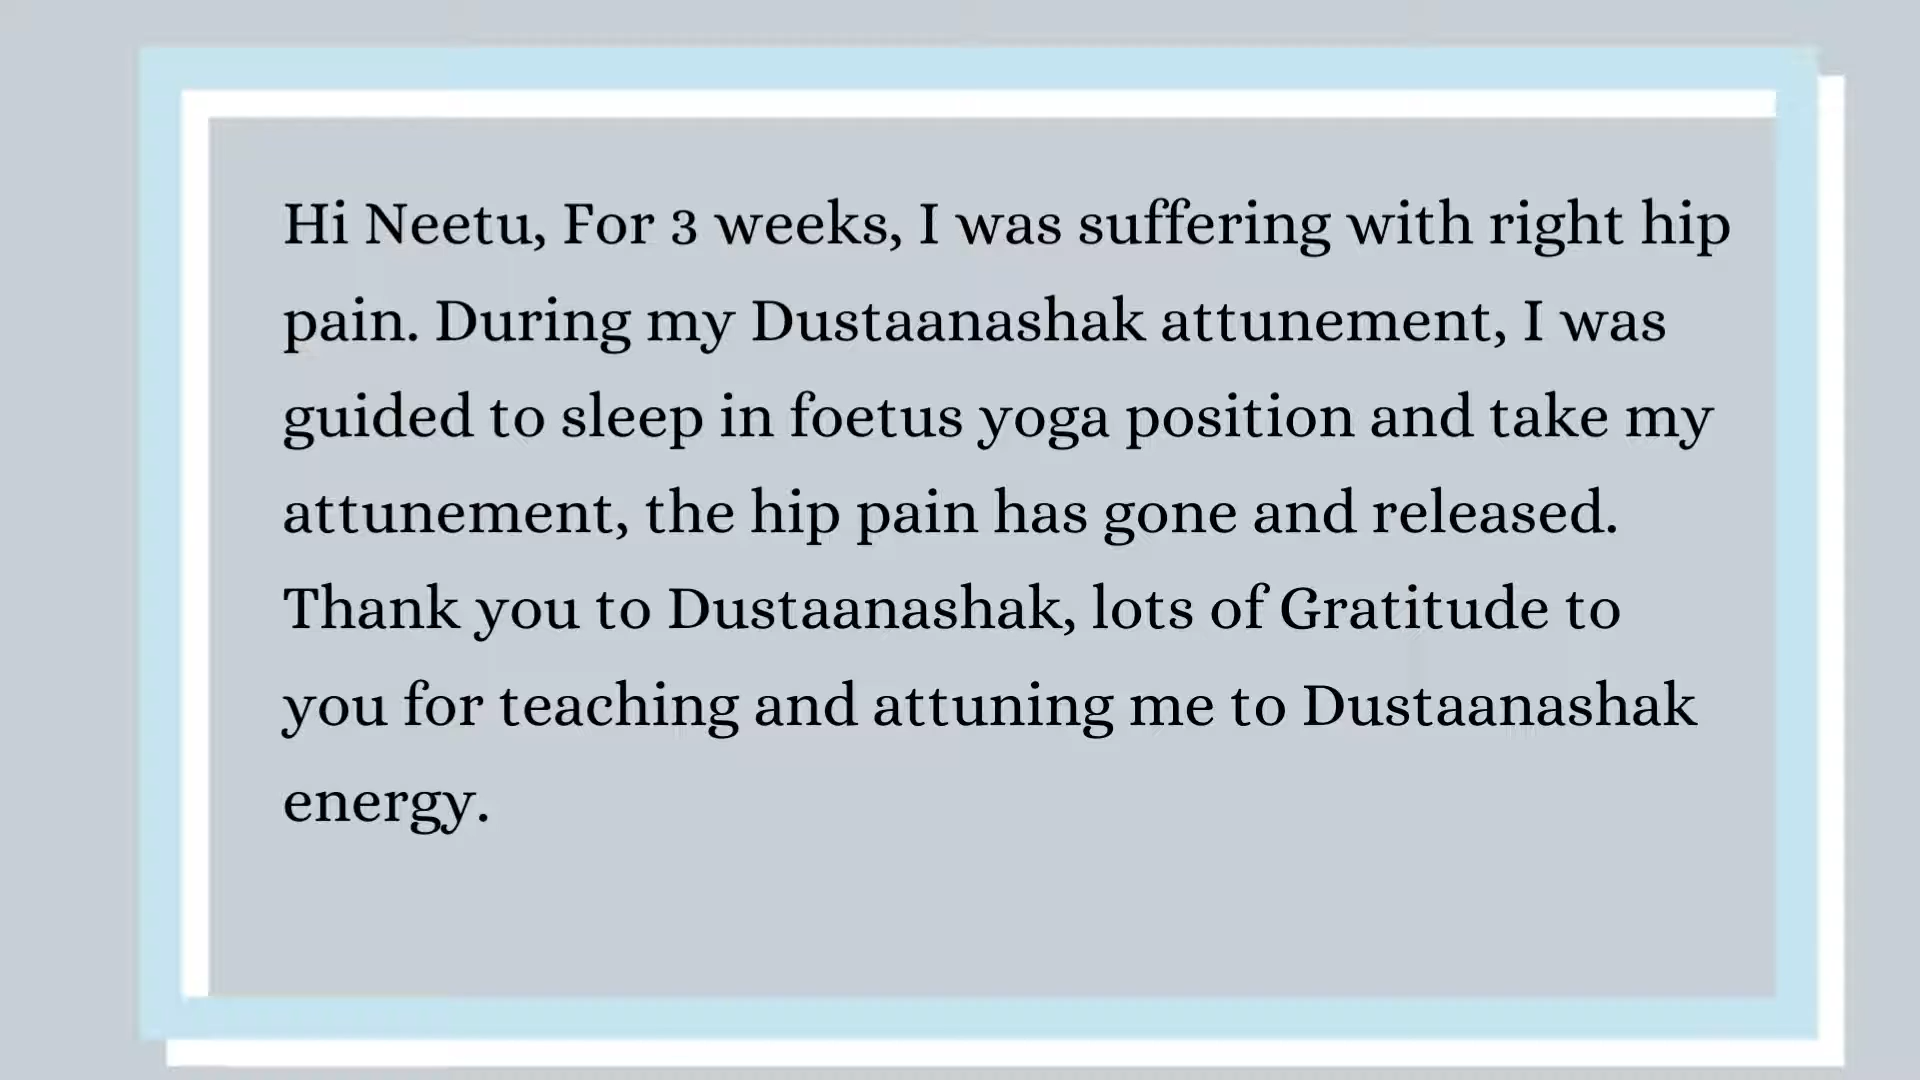 Hi Neetu, For 3 weeks, I was suffering with right hip
pain. During my Dustaanashak attunement, I was
guided to sleep in foetus yoga position and take my
attunement, the hip pain has gone and released.
Thank you to Dustaanashak, lots of Gratitude to
you for teaching and attuning me to Dustaanashak
energy.